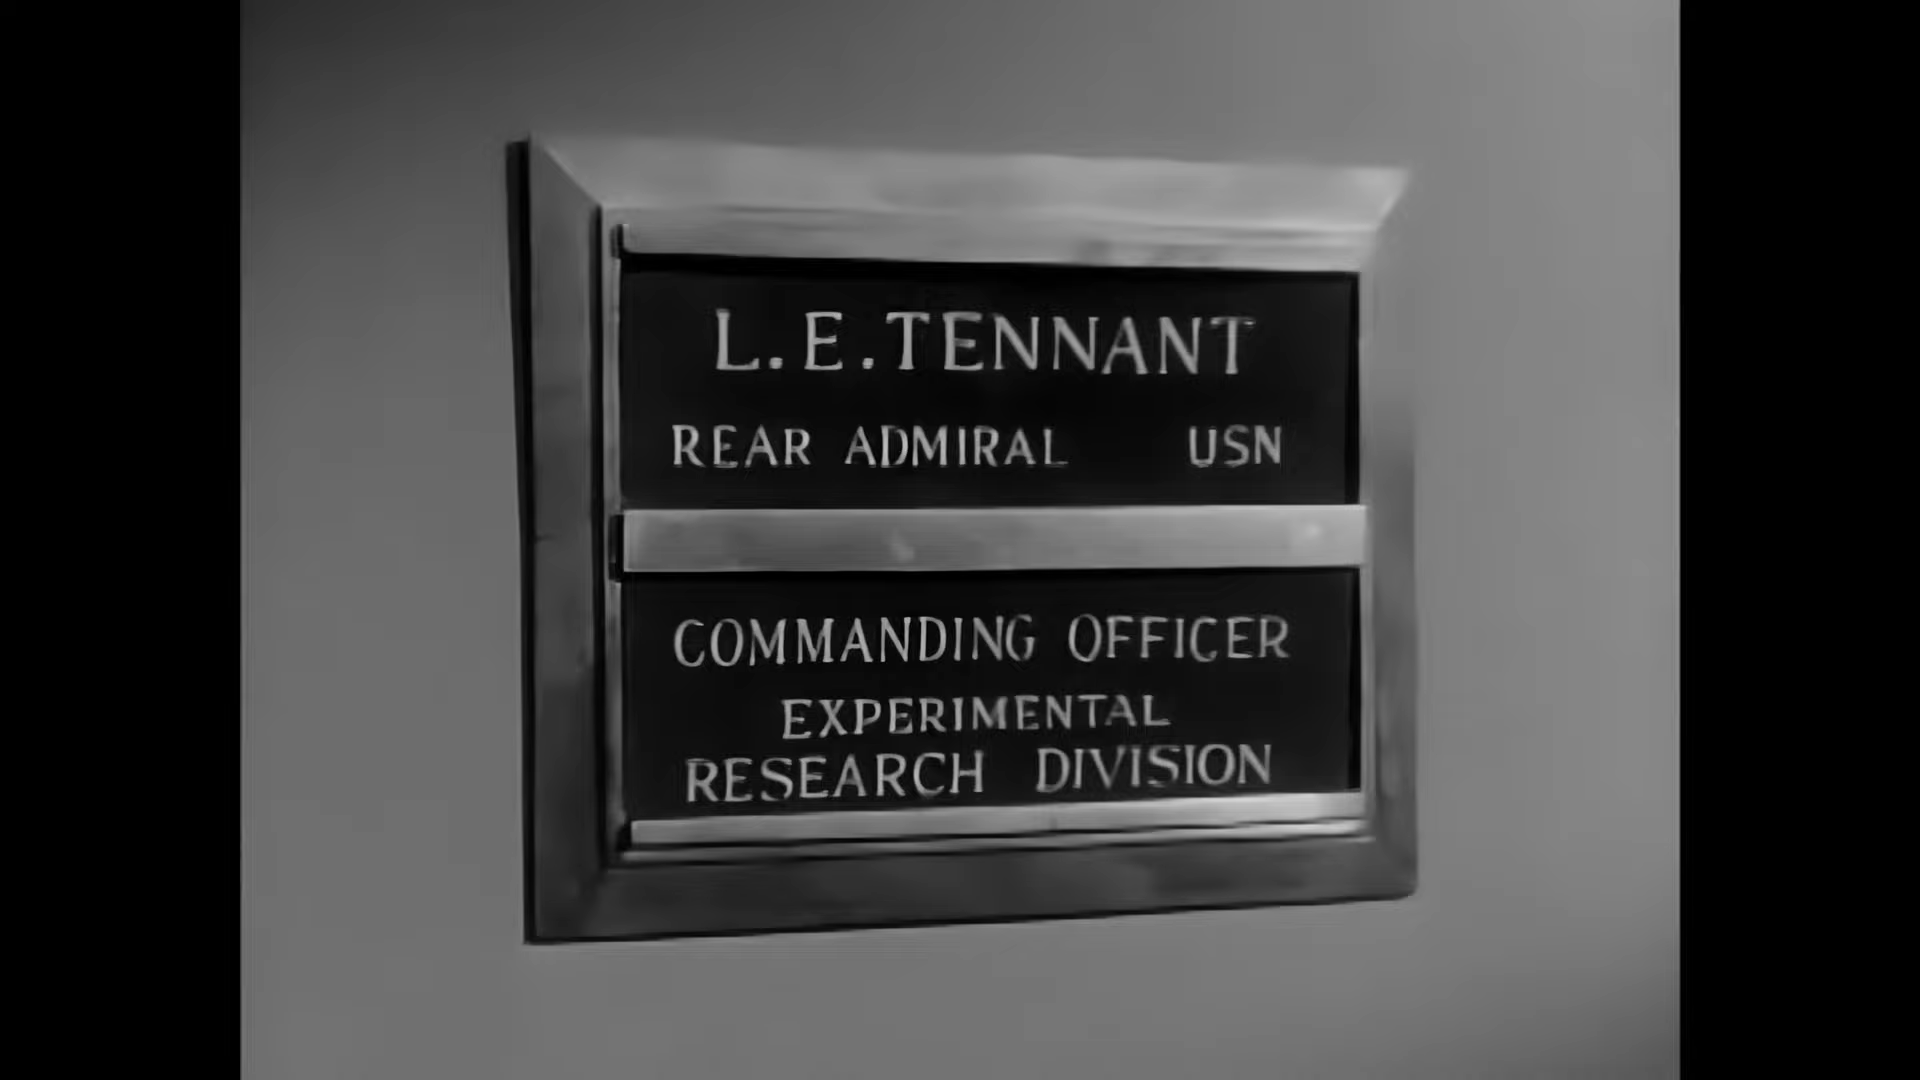 L. E. TENNANT
REAR ADMIRAL USN
COMMANDING OFFICER
EXPERIMENTAL
RESEARCH DIVISION